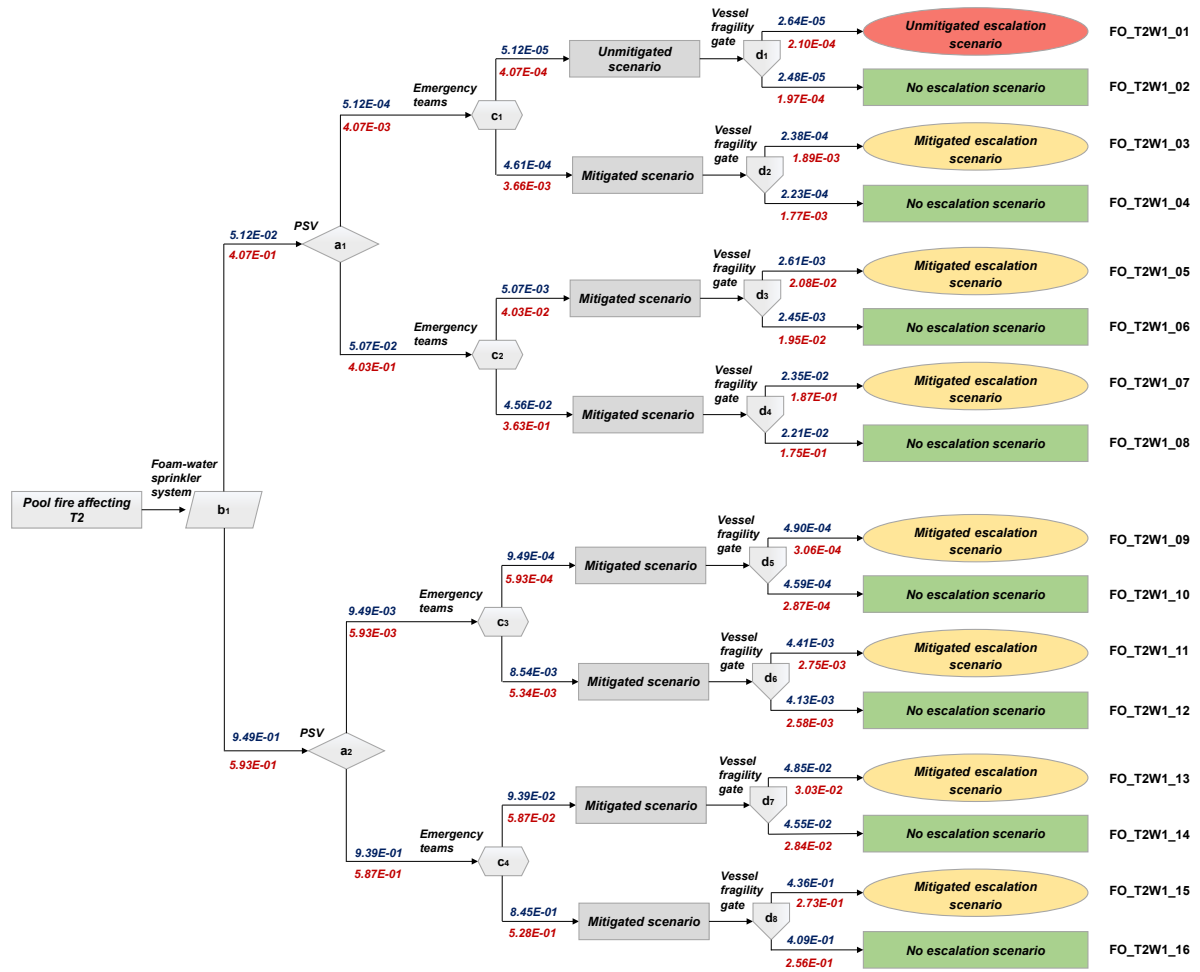 Pool fire affecting
T2
Foam-water
sprinkler
system
b1
5.12E-02
4.07E-01
PSV
a1
5.12E-04
4.07E-03
Emergency
teams
c1
5.12E-05
4.07E-04
Unmitigated
scenario
Vessel
fragility
gate
d1
2.64E-05
2.10E-04
Unmitigated escalation
scenario
FO_T2W1_01
2.48E-05
1.97E-04
No escalation scenario
FO_T2W1_02
4.61E-04
3.66E-03
Mitigated scenario
Vessel
fragility
gate
d2
2.38E-04
1.89E-03
Mitigated escalation
scenario
FO_T2W1_03
2.23E-04
1.77E-03
No escalation scenario
FO_T2W1_04
5.07E-02
4.03E-01
Emergency
teams
c2
5.07E-03
4.03E-02
Mitigated scenario
Vessel
fragility
gate
d3
2.61E-03
2.08E-02
Mitigated escalation
scenario
FO_T2W1_05
2.45E-03
1.95E-02
No escalation scenario
FO_T2W1_06
4.56E-02
3.63E-01
Mitigated scenario
Vessel
fragility
gate
d4
2.35E-02
1.87E-01
Mitigated escalation
scenario
FO_T2W1_07
2.21E-02
1.75E-01
No escalation scenario
FO_T2W1_08
9.49E-01
5.93E-01
PSV
a2
9.49E-03
5.93E-03
Emergency
teams
c3
9.49E-04
5.93E-04
Mitigated scenario
Vessel
fragility
gate
d5
4.90E-04
3.06E-04
Mitigated escalation
scenario
FO_T2W1_09
4.59E-04
2.87E-04
No escalation scenario
FO_T2W1_10
8.54E-03
5.34E-03
Mitigated scenario
Vessel
fragility
gate
d6
4.41E-03
2.75E-03
Mitigated escalation
scenario
FO_T2W1_11
4.13E-03
2.58E-03
No escalation scenario
FO_T2W1_12
9.39E-01
5.87E-01
Emergency
teams
c4
9.39E-02
5.87E-02
Mitigated scenario
Vessel
fragility
gate
d7
4.85E-02
3.03E-02
Mitigated escalation
scenario
FO_T2W1_13
4.55E-02
2.84E-02
No escalation scenario
FO_T2W1_14
8.45E-01
5.28E-01
Mitigated scenario
Vessel
fragility
gate
d8
4.36E-01
2.73E-01
Mitigated escalation
scenario
FO_T2W1_15
4.09E-01
2.56E-01
No escalation scenario
FO_T2W1_16